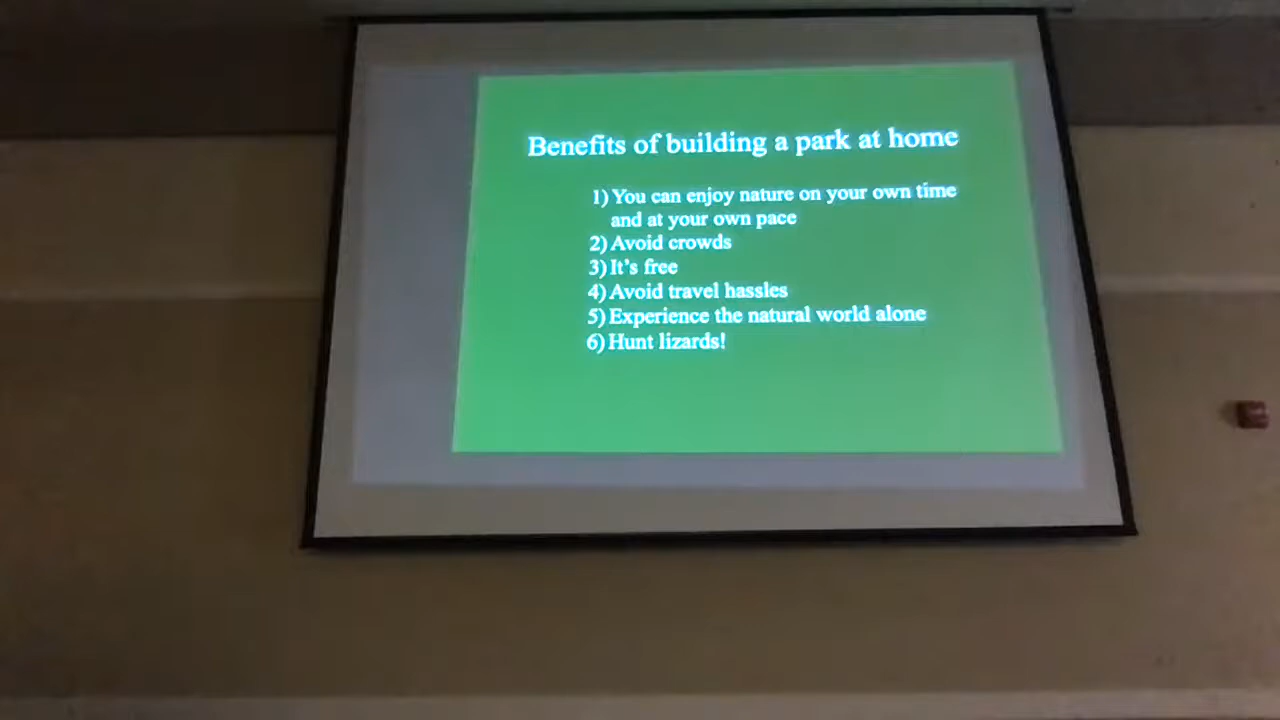 Benefits of building a park at home
1) You can enjoy nature on your own time
and at your own pace
2) Avoid crowds
3) It's free
4) Avoid travel hassles
5) Experience the natural world alone
6) Hunt lizards!